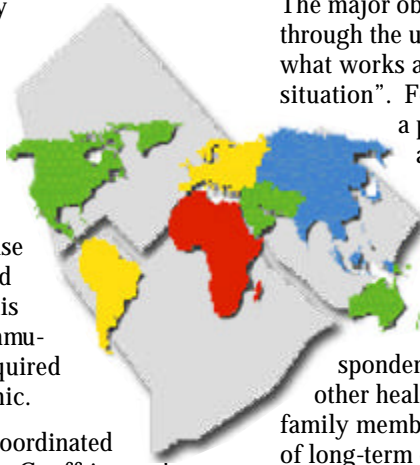 y
se
d
is
mmu-
quired
nic.
oordinated
The major ob
through the u
what works a
situation”. F
a p
a
sponden
other heal
family memb
of long-term